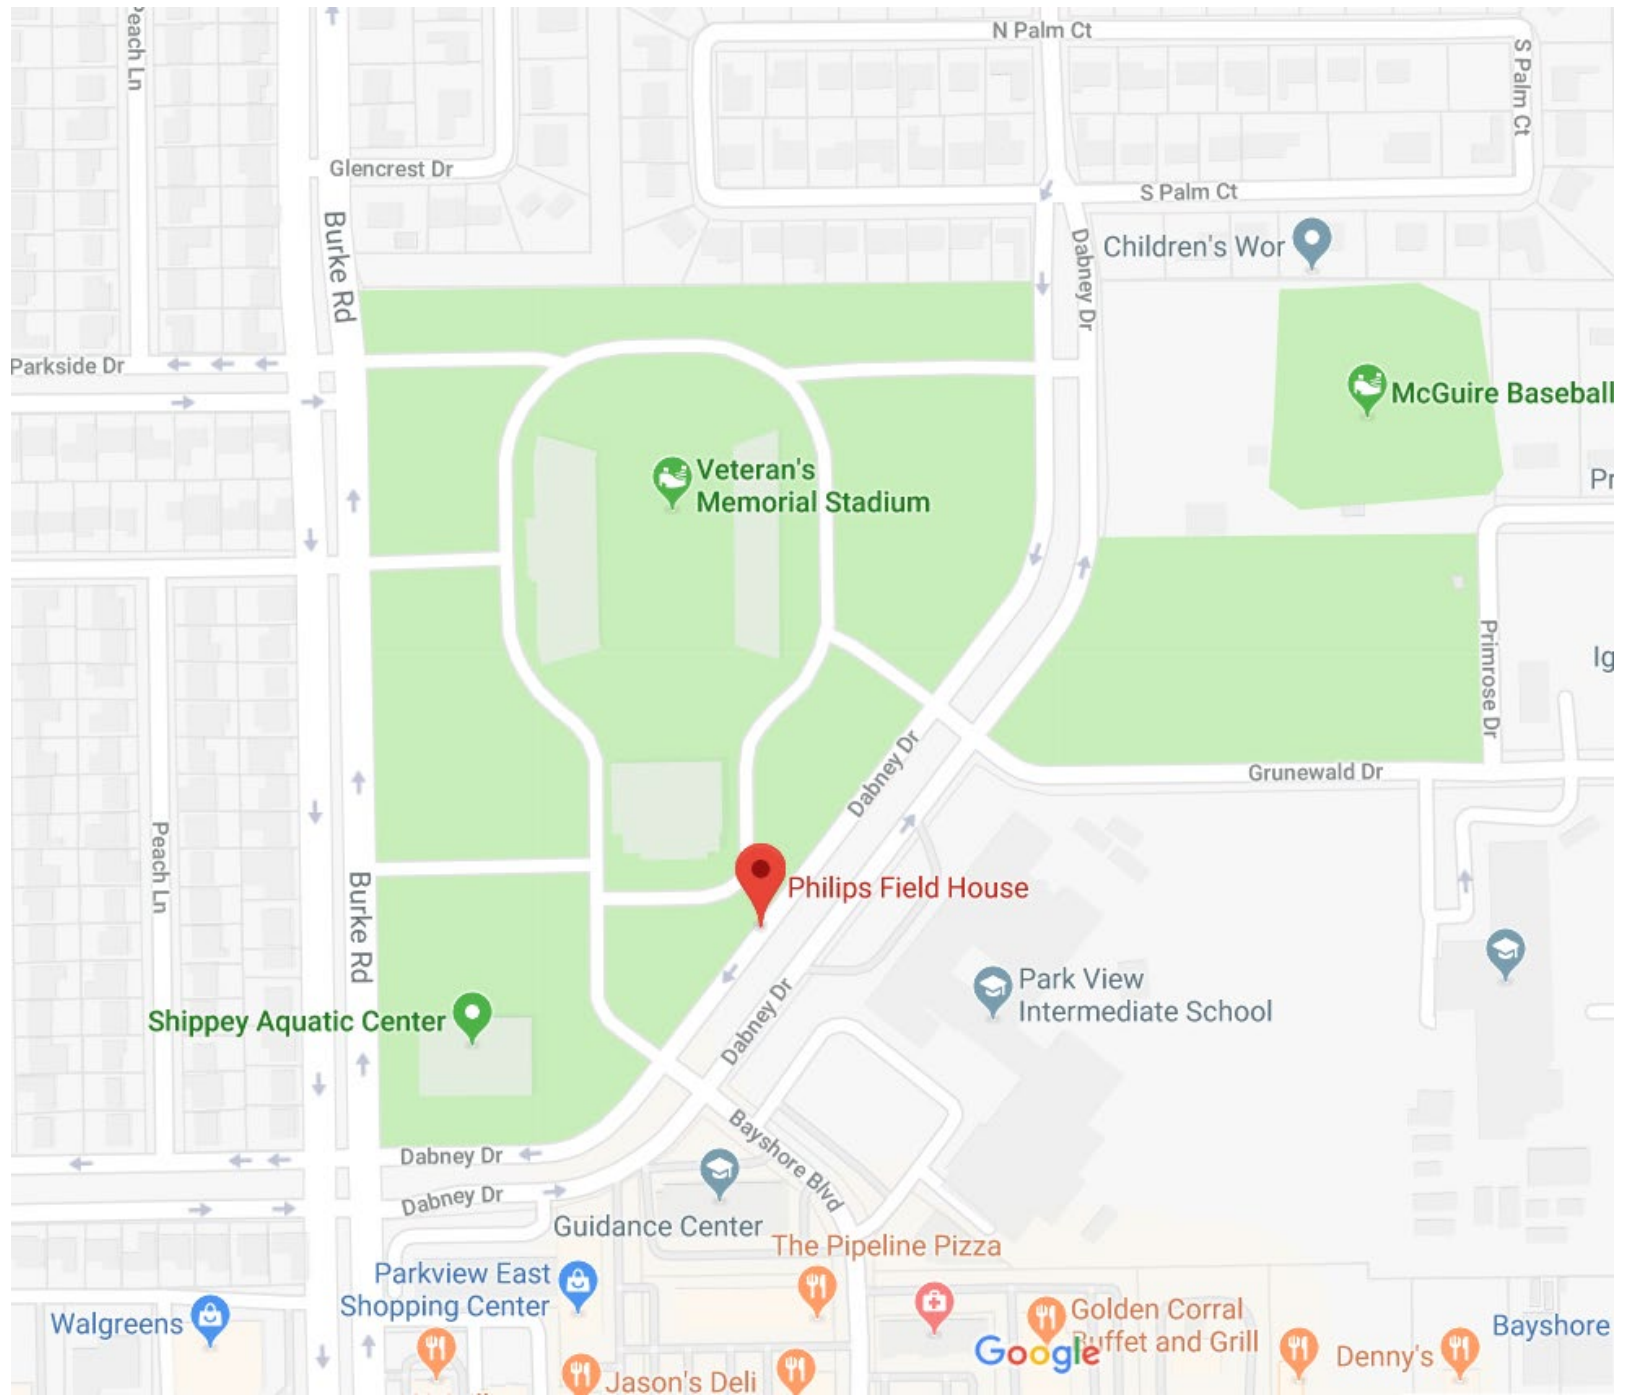 Peach Ln
N Palm Ct
S Palm Ct
Glencrest Dr
S Palm Ct
Burke Rd
Dabney Dr
Children's Wor
Parkside Dr
McGuire Baseball
Veteran's
Memorial Stadium
Pr
Primrose Dr
Ig
Dabney Dr
Grunewald Dr
Peach Ln
Burke Rd
Philips Field House
Park View
Intermediate School
Shippey Aquatic Center
Dabney Dr
Bayshore Blvd
Dabney Dr
Dabney Dr
Guidance Center
The Pipeline Pizza
Parkview East
Shopping Center
Walgreens
Golden Corral
Buffet and Grill
Google
Bayshore
Denny's
Jason's Deli